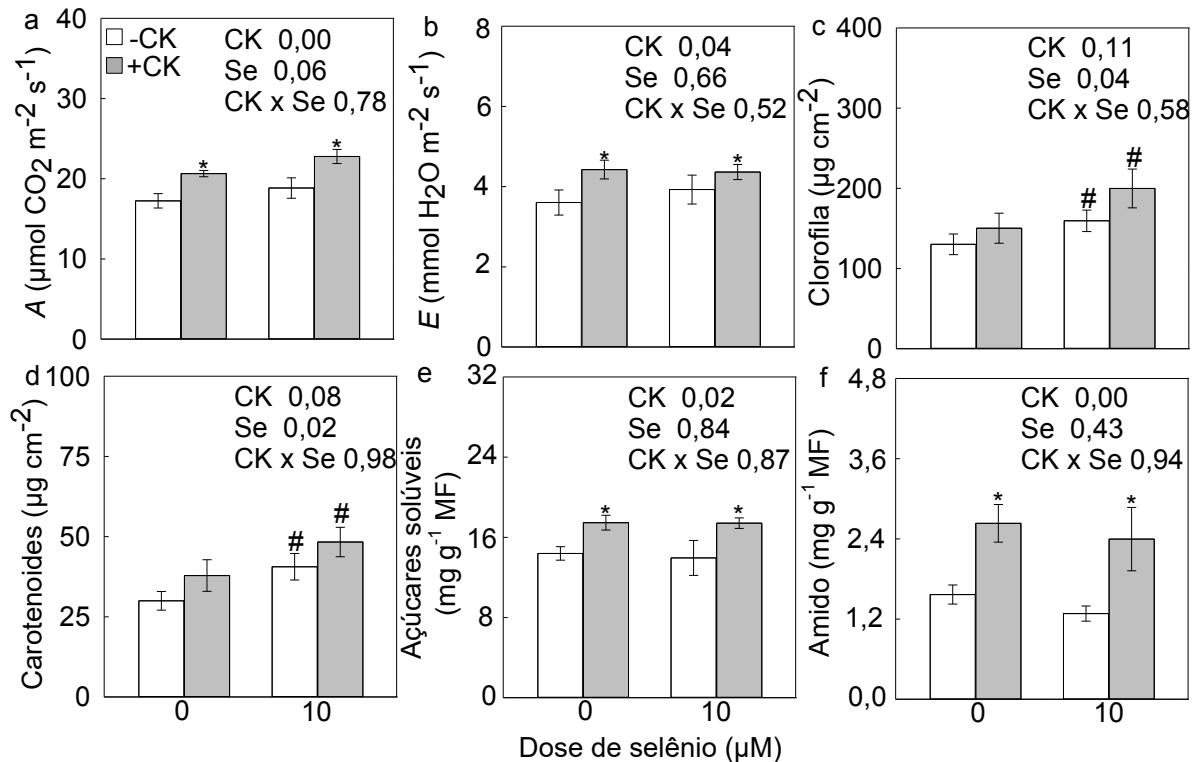 a
40
30
20
10
0
A (µmol CO2 m-2 s-1)
-CK
+CK
CK 0,00
Se 0,06
CK x Se 0,78
*
*
b
8
6
4
2
0
E (mmol H2O m-2 s-1)
CK 0,04
Se 0,66
CK x Se 0,52
*
*
c
400
300
200
100
0
Clorofila (µg cm-2)
CK 0,11
Se 0,04
CK x Se 0,58
#
#
d
100
75
50
25
0
Carotenoides (µg cm-2)
CK 0,08
Se 0,02
CK x Se 0,98
#
#
0
10
e
32
24
16
8
0
Açúcares solúveis
(mg g-1 MF)
CK 0,02
Se 0,84
CK x Se 0,87
*
*
0
10
f
4,8
3,6
2,4
1,2
0,0
Amido (mg g-1 MF)
CK 0,00
Se 0,43
CK x Se 0,94
*
*
0
10
Dose de selênio (µM)